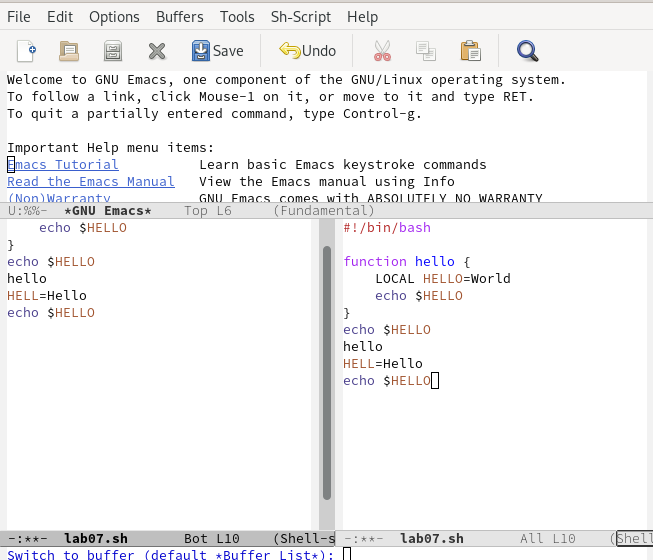 File Edit Options Buffers Tools Sh-Script Help
Save Undo
Welcome to GNU Emacs, one component of the GNU/Linux operating system.
To follow a link, click Mouse-1 on it, or move to it and type RET.
To quit a partially entered command, type Control-g.
Important Help menu items:
Emacs Tutorial Learn basic Emacs keystroke commands
Read the Emacs Manual View the Emacs manual using Info
(Non)Warranty GNU Emacs comes with ABSOLUTELY NO WARRANTY
U:%%- *GNU Emacs* Top L6 (Fundamental)
echo $HELLO
}
echo $HELLO
hello
HELL=Hello
echo $HELLO
-:**- lab07.sh Bot L10 (Shell-s
#!/bin/bash
function hello {
LOCAL HELLO=World
echo $HELLO
}
echo $HELLO
hello
HELL=Hello
echo $HELLO
-:**- lab07.sh All L10 (Shell
Switch to buffer (default *Buffer List*):